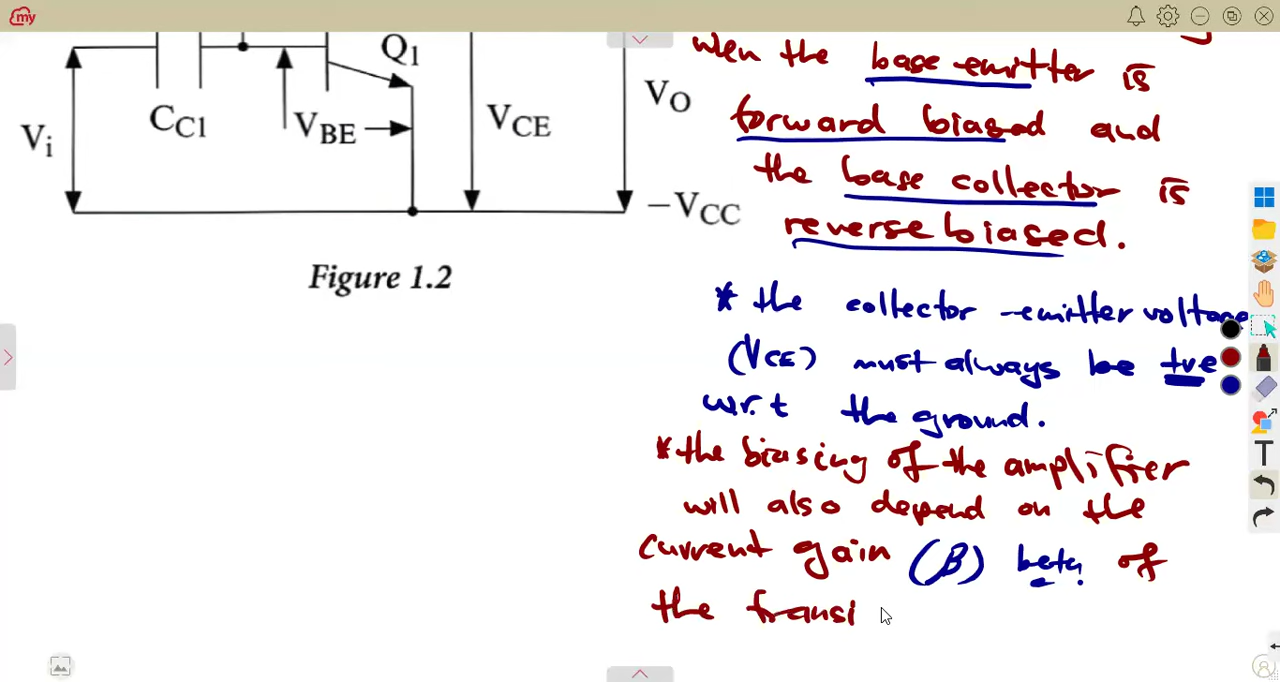 my
Q1
Vi
CC1
VBE
VCE
VO
−VCC
Figure 1.2
wen the base emitter is
forward biased and
the base collector is
reverse biased.
* the collector -emitter voltage
(VCE) must always be +ve
w.r.t the ground.
*the biasing of the amplifier
will also depend on the
current gain (β) beta of
the transi
T